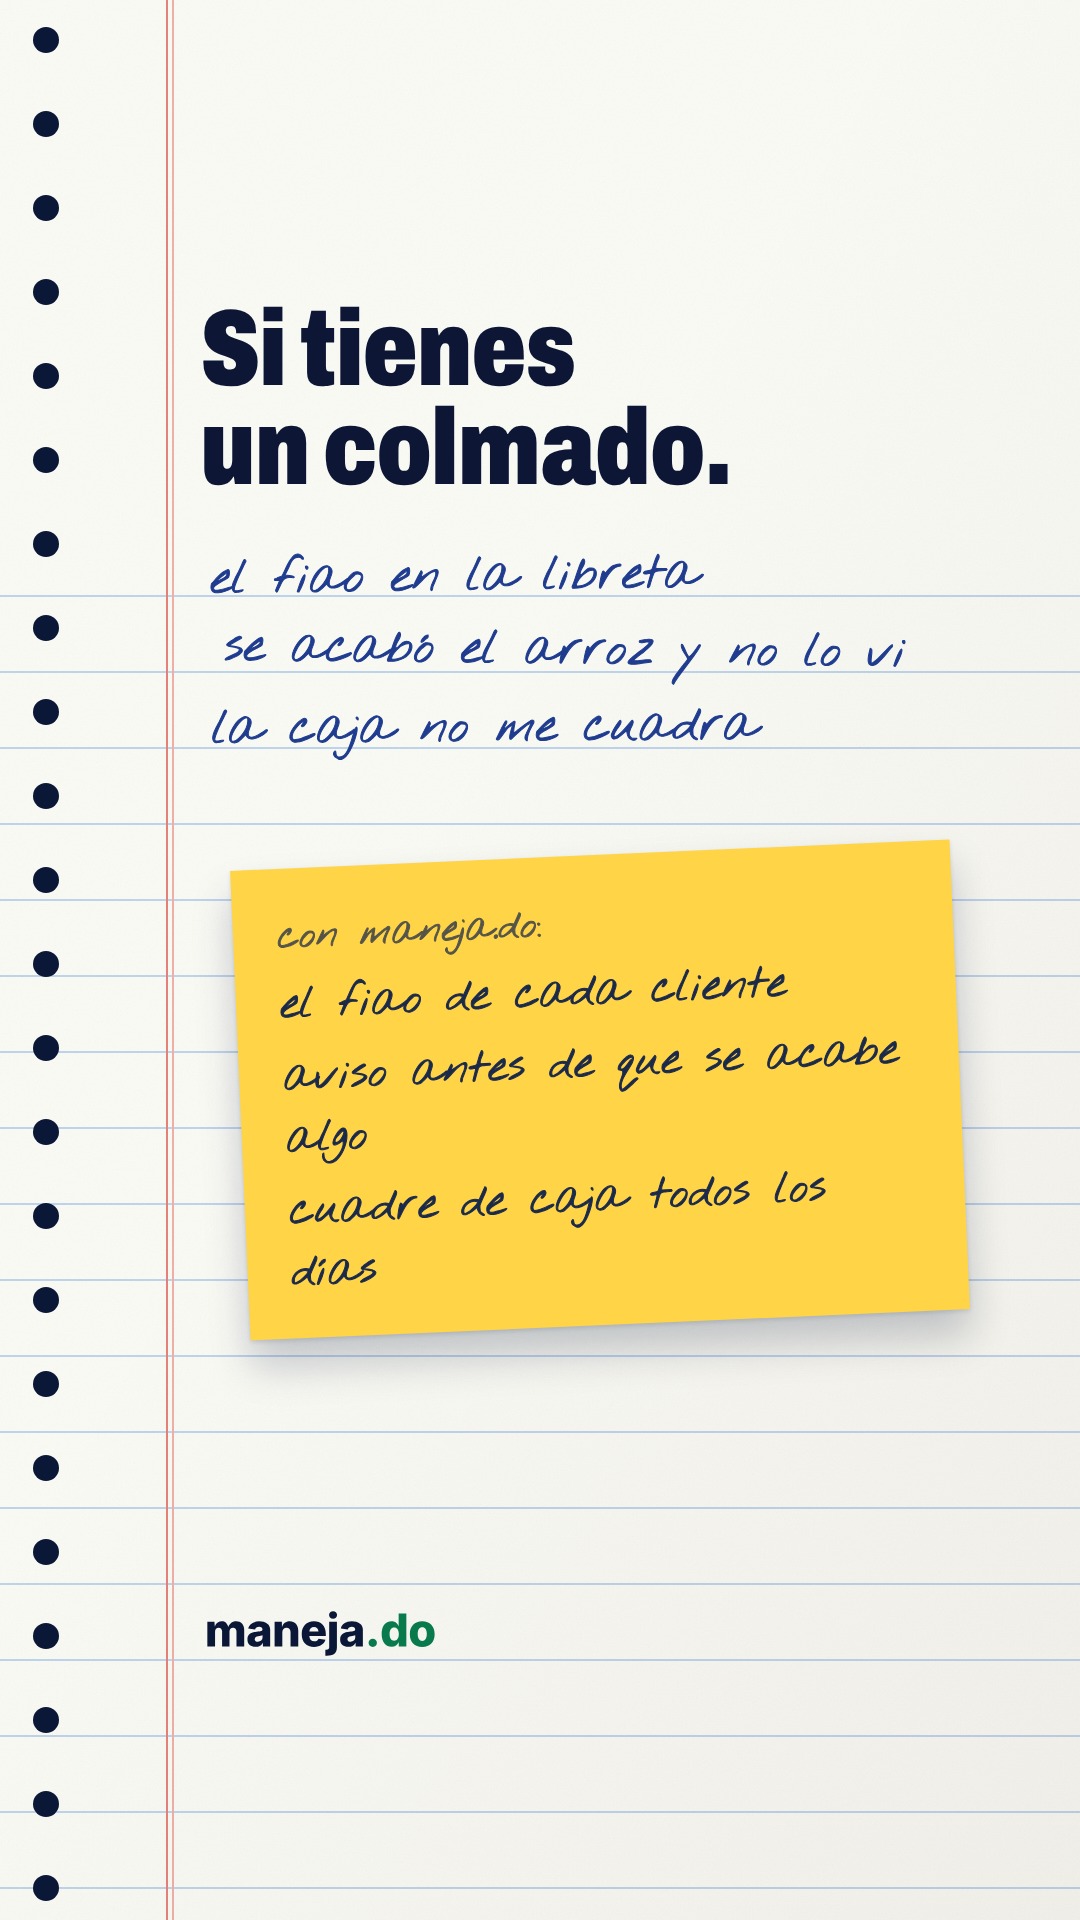 Si tienes
un colmado.
el fiao en la libreta
se acabó el arroz y no lo vi
la caja no me cuadra
con maneja.do:
el fiao de cada cliente
aviso antes de que se acabe
algo
cuadre de caja todos los
días
maneja.do